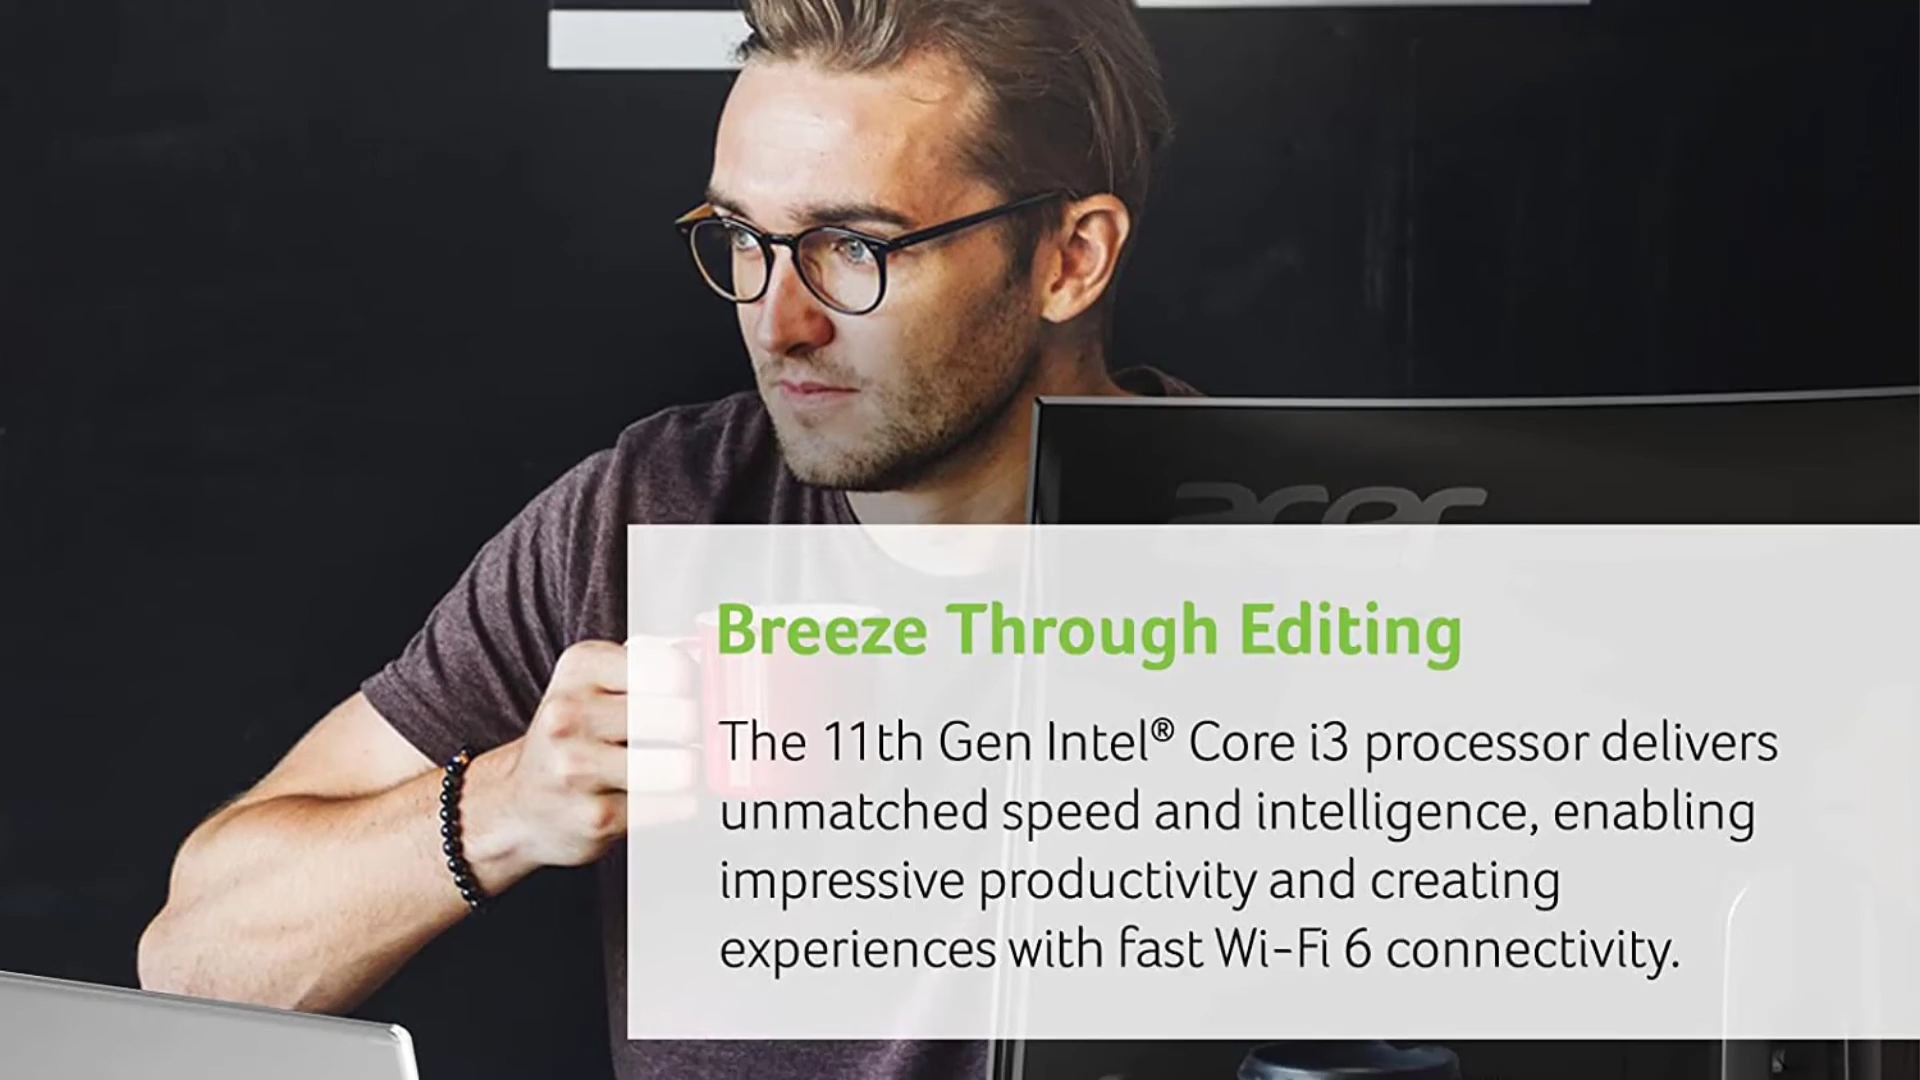 acer
Breeze Through Editing
The 11th Gen Intel® Core i3 processor delivers
unmatched speed and intelligence, enabling
impressive productivity and creating
experiences with fast Wi-Fi 6 connectivity.